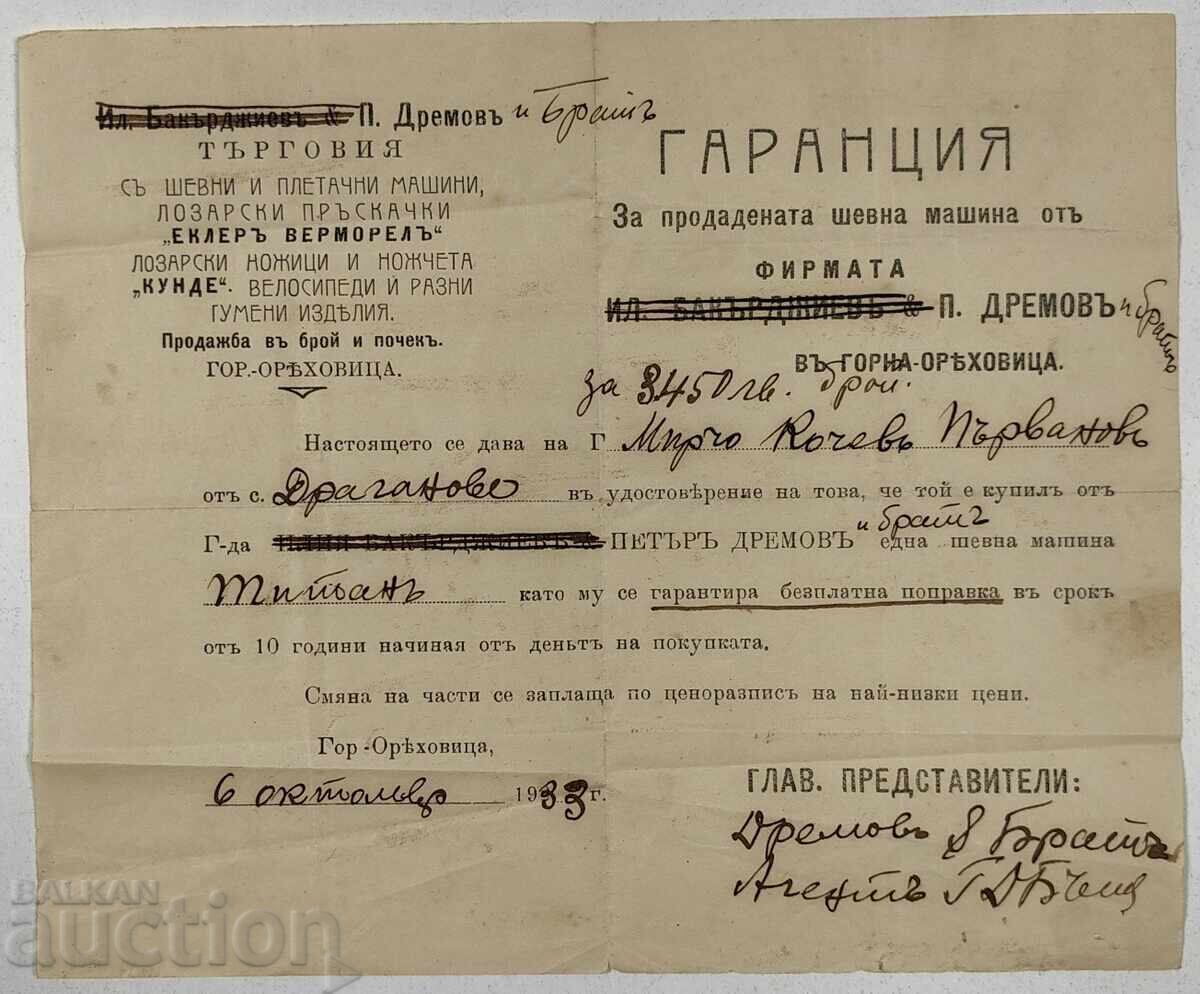 Ил. Бакърджиевъ & П. Дремовъ и Братъ
ТЪРГОВИЯ
СЪ ШЕВНИ И ПЛЕТАЧНИ МАШИНИ,
ЛОЗАРСКИ ПРЪСКАЧКИ
„ЕКЛЕРЪ ВЕРМОРЕЛЪ“
ЛОЗАРСКИ НОЖИЦИ И НОЖЧЕТА
„КУНДЕ“. ВЕЛОСИПЕДИ И РАЗНИ
ГУМЕНИ ИЗДѢЛИЯ.
Продажба въ брой и почекъ.
ГОР.-ОРѢХОВИЦА.
ГАРАНЦИЯ
За продадената шевна машина отъ
ФИРМАТА
ИЛ. БАКЪРДЖИЕВЪ & П. ДРЕМОВЪ и братъ
ВЪ ГОРНА-ОРѢХОВИЦА.
за 3450 лв. брой.
Настоящето се дава на Г Мирчо Кочевъ Първановъ
отъ с. Драганово въ удостовѣрение на това, че той е купилъ отъ
Г-да ИЛИЯ БАКЪРДЖИЕВЪ & ПЕТЪРЪ ДРЕМОВЪ и братъ една шевна машина
Титанъ като му се гарантира безплатна поправка въ срокъ
отъ 10 години начиная отъ деньтъ на покупката.
Смяна на части се заплаща по ценоразписъ на най-низки цени.
Гор-Орѣховица,
6 октомвр 1933 г.
ГЛАВ. ПРЕДСТАВИТЕЛИ:
Дремовъ & Братъ
Агентъ Г Д
BALKAN
auction